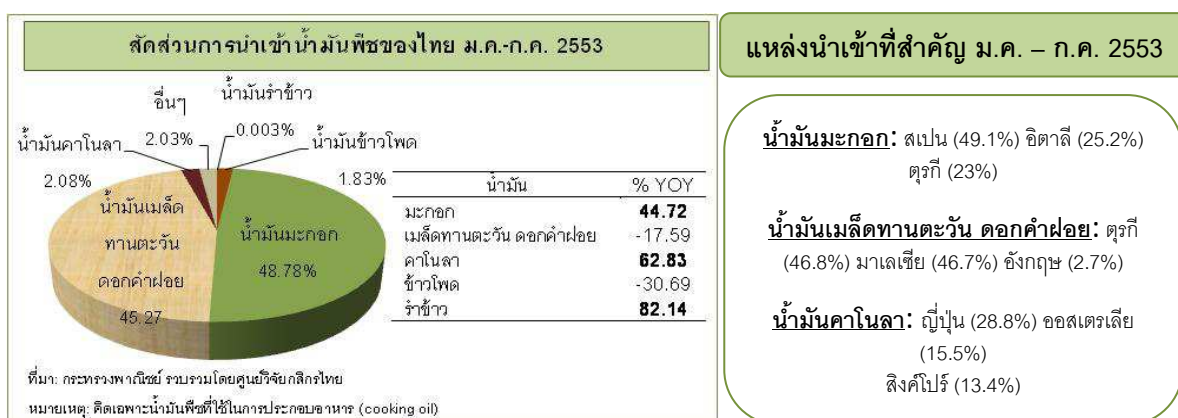 สัดส่วนการนำเข้าน้ำมันพืชของไทย ม.ค.-ก.ค. 2553
อื่นๆ
2.03%
น้ำมันรำข้าว
0.003%
น้ำมันคาโนลา
2.08%
น้ำมันข้าวโพด
1.83%
น้ำมันเมล็ด
ทานตะวัน
ดอกคำฝอย
45.27
น้ำมันมะกอก
48.78%
น้ำมัน % YOY
มะกอก 44.72
เมล็ดทานตะวัน ดอกคำฝอย -17.59
คาโนลา 62.83
ข้าวโพด -30.69
รำข้าว 82.14
ที่มา: กระทรวงพาณิชย์ รวบรวมโดยศูนย์วิจัยกสิกรไทย
หมายเหตุ: คิดเฉพาะน้ำมันพืชที่ใช้ในการประกอบอาหาร (cooking oil)
แหล่งนำเข้าที่สำคัญ ม.ค. – ก.ค. 2553
น้ำมันมะกอก: สเปน (49.1%) อิตาลี (25.2%)
ตุรกี (23%)
น้ำมันเมล็ดทานตะวัน ดอกคำฝอย: ตุรกี
(46.8%) มาเลเซีย (46.7%) อังกฤษ (2.7%)
น้ำมันคาโนลา: ญี่ปุ่น (28.8%) ออสเตรเลีย
(15.5%)
สิงค์โปร์ (13.4%)